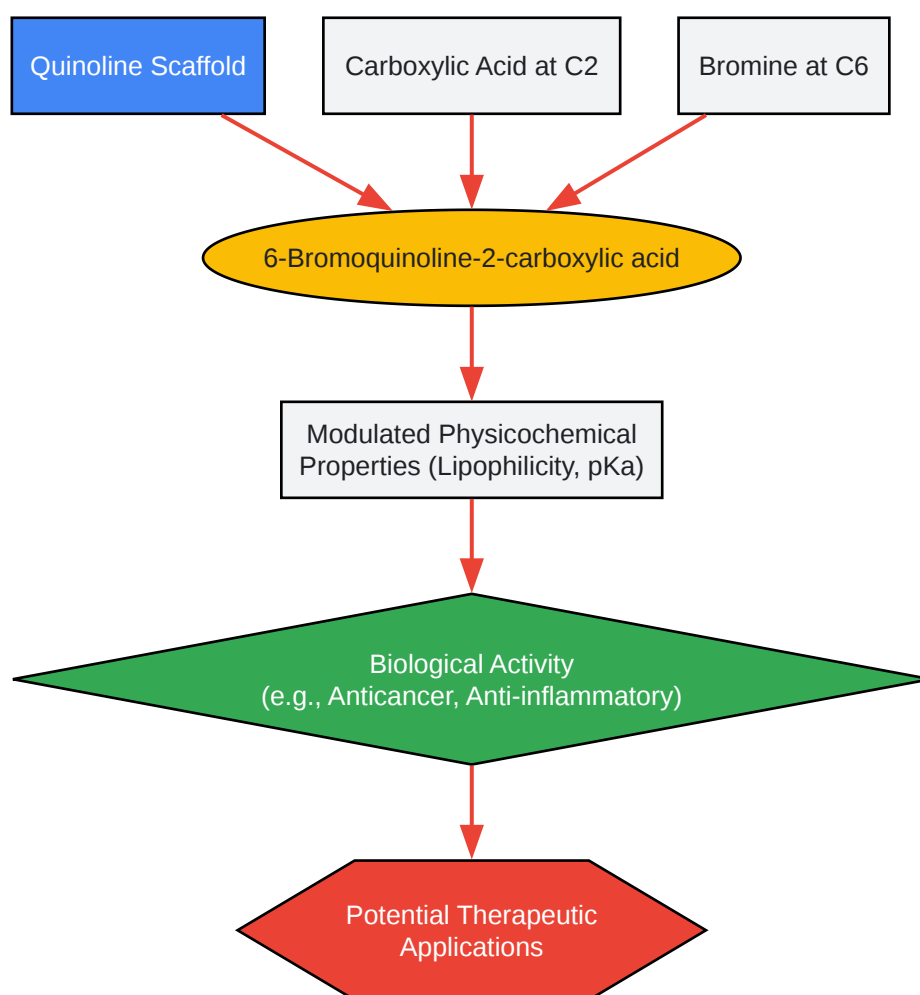 Quinoline Scaffold
Carboxylic Acid at C2
Bromine at C6
6-Bromoquinoline-2-carboxylic acid
Modulated Physicochemical
Properties (Lipophilicity, pKa)
Biological Activity
(e.g., Anticancer, Anti-inflammatory)
Potential Therapeutic
Applications